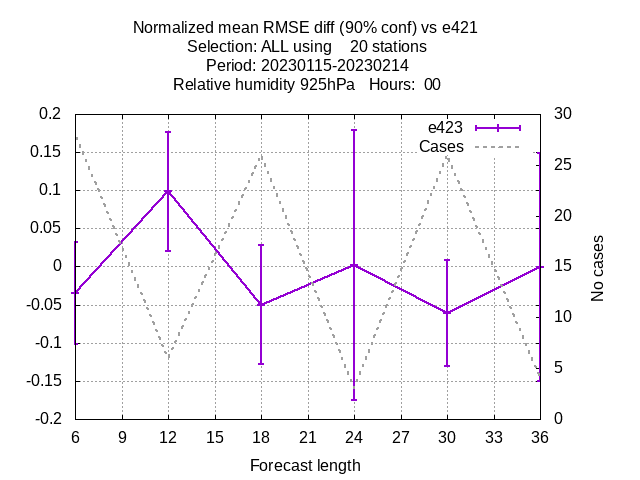 Normalized mean RMSE diff (90% conf) vs e421
Selection: ALL using    20 stations
Period: 20230115-20230214
Relative humidity 925hPa   Hours:  00
e423
Cases
0.2
0.15
0.1
0.05
0
-0.05
-0.1
-0.15
-0.2
30
25
20
15
10
5
0
No cases
6 9 12 15 18 21 24 27 30 33 36
Forecast length